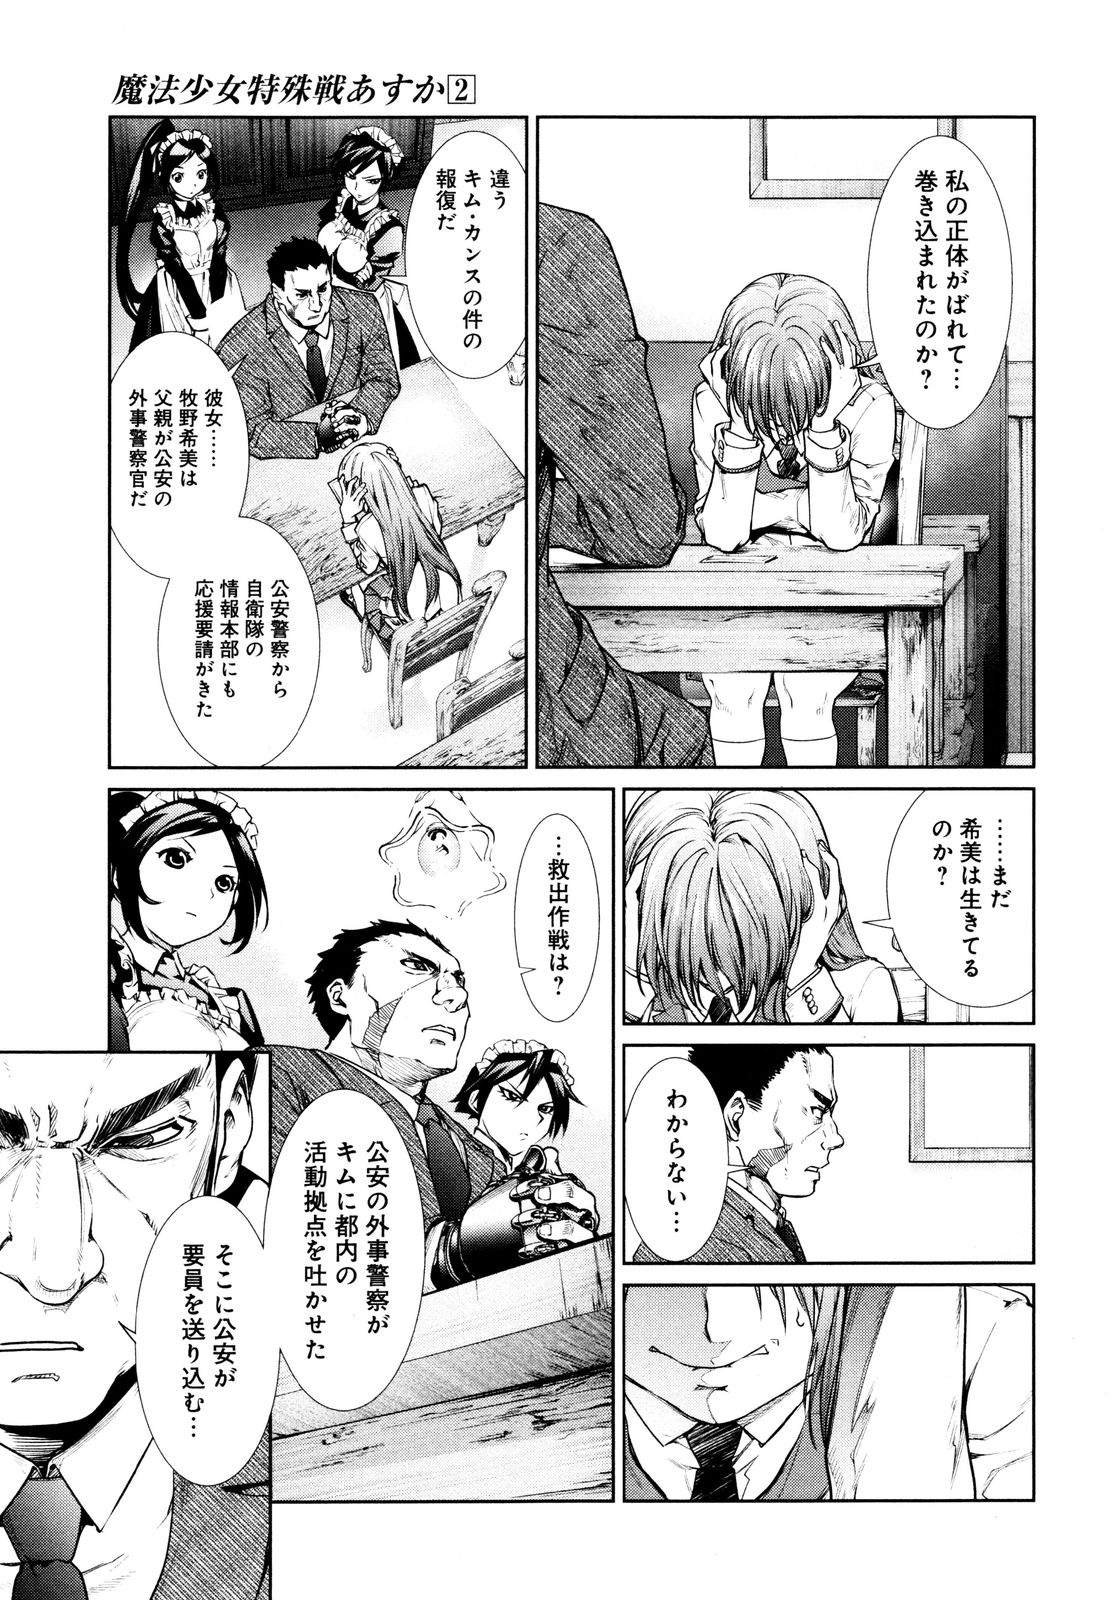 魔法少女特殊戦あすか2
私の正体がばれて…
巻き込まれたのか?
違う
キム・カンスの件の
報復だ
彼女……
牧野希美は
父親が公安の
外事警察官だ
公安警察から
自衛隊の
情報本部にも
応援要請がきた
……まだ
希美は生きてる
のか?
わからない…
…救出作戦は?
公安の外事警察が
キムに都内の
活動拠点を吐かせた
そこに公安が
要員を送り込む…